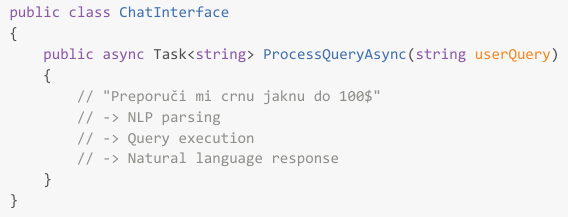 public class ChatInterface
{
    public async Task<string> ProcessQueryAsync(string userQuery)
    {
        // "Preporuči mi crnu jaknu do 100$"
        // -> NLP parsing
        // -> Query execution
        // -> Natural language response
    }
}